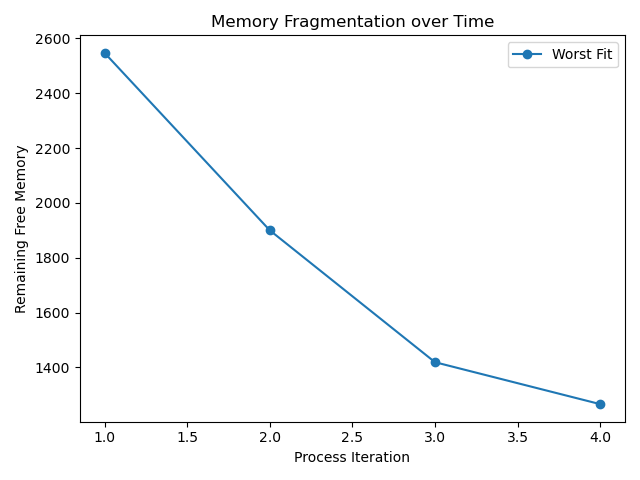 Memory Fragmentation over Time
Worst Fit
2600
2400
2200
2000
1800
1600
1400
Remaining Free Memory
1.0 1.5 2.0 2.5 3.0 3.5 4.0
Process Iteration